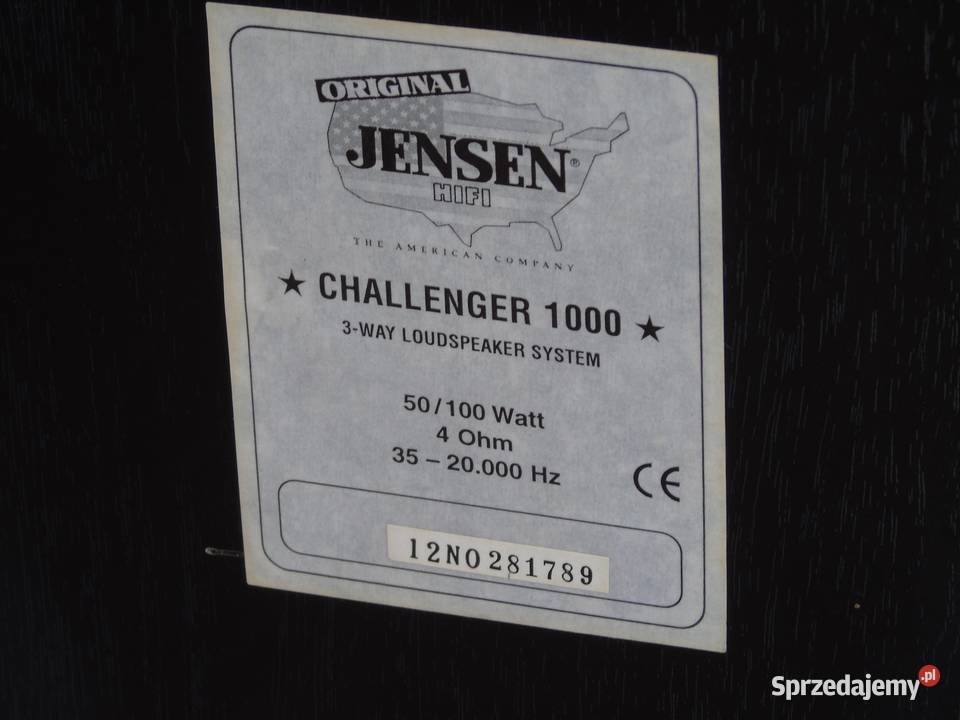 ORIGINAL
JENSEN®
HIFI
THE AMERICAN COMPANY
★ CHALLENGER 1000 ★
3-WAY LOUDSPEAKER SYSTEM
50/100 Watt
4 Ohm
35 – 20.000 Hz
CE
12NO281789
Sprzedajemy.pl